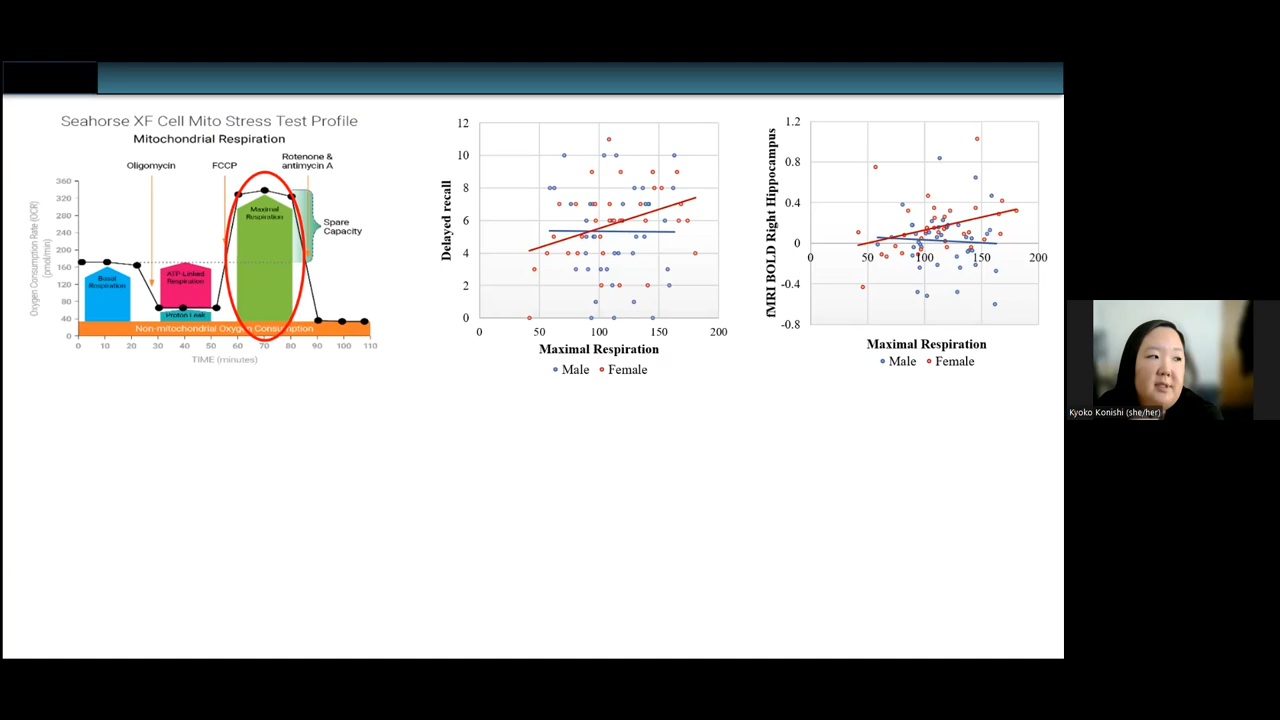 Seahorse XF Cell Mito Stress Test Profile
Mitochondrial Respiration
Oligomycin
FCCP
Rotenone &
antimycin A
Oxygen Consumption Rate (OCR)
(pmol/min)
360
320
280
240
200
160
120
80
40
0
Basal
Respiration
ATP-Linked
Respiration
Proton Leak
Maximal
Respiration
Spare
Capacity
Non-mitochondrial Oxygen Consumption
0 10 20 30 40 50 60 70 80 90 100 110
TIME (minutes)
Delayed recall
12
10
8
6
4
2
0
0 50 100 150 200
Maximal Respiration
Male Female
fMRI BOLD Right Hippocampus
1.2
0.8
0.4
0
-0.4
-0.8
0 50 100 150 200
Maximal Respiration
Male Female
Kyoko Konishi (she/her)